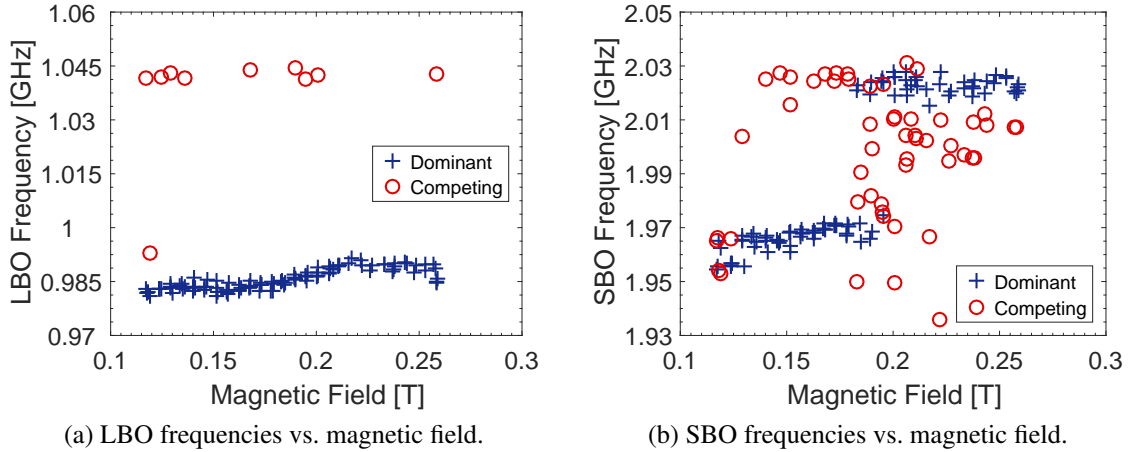 LBO Frequency [GHz]
1.06
1.045
1.03
1.015
1
0.985
0.97
Dominant
Competing
0.1
0.15
0.2
0.25
0.3
Magnetic Field [T]
(a) LBO frequencies vs. magnetic field.
SBO Frequency [GHz]
2.05
2.03
2.01
1.99
1.97
1.95
1.93
Dominant
Competing
0.1
0.15
0.2
0.25
0.3
Magnetic Field [T]
(b) SBO frequencies vs. magnetic field.